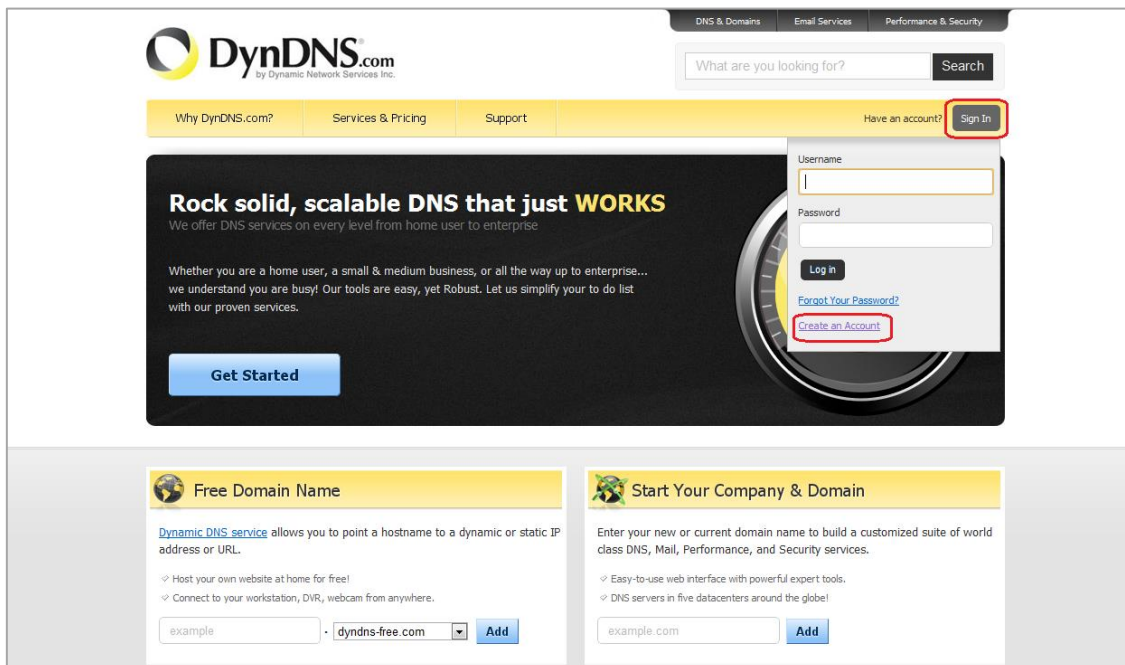 DNS & Domains
Email Services
Performance & Security
DynDNS.com
by Dynamic Network Services Inc.
What are you looking for?
Search
Why DynDNS.com?
Services & Pricing
Support
Have an account?
Sign In
Username
Password
Log in
Forgot Your Password?
Create an Account
Rock solid, scalable DNS that just WORKS
We offer DNS services on every level from home user to enterprise
Whether you are a home user, a small & medium business, or all the way up to enterprise...
we understand you are busy! Our tools are easy, yet Robust. Let us simplify your to do list
with our proven services.
Get Started
Free Domain Name
Dynamic DNS service allows you to point a hostname to a dynamic or static IP
address or URL.
Host your own website at home for free!
Connect to your workstation, DVR, webcam from anywhere.
example
. dyndns-free.com
Add
Start Your Company & Domain
Enter your new or current domain name to build a customized suite of world
class DNS, Mail, Performance, and Security services.
Easy-to-use web interface with powerful expert tools.
DNS servers in five datacenters around the globe!
example.com
Add